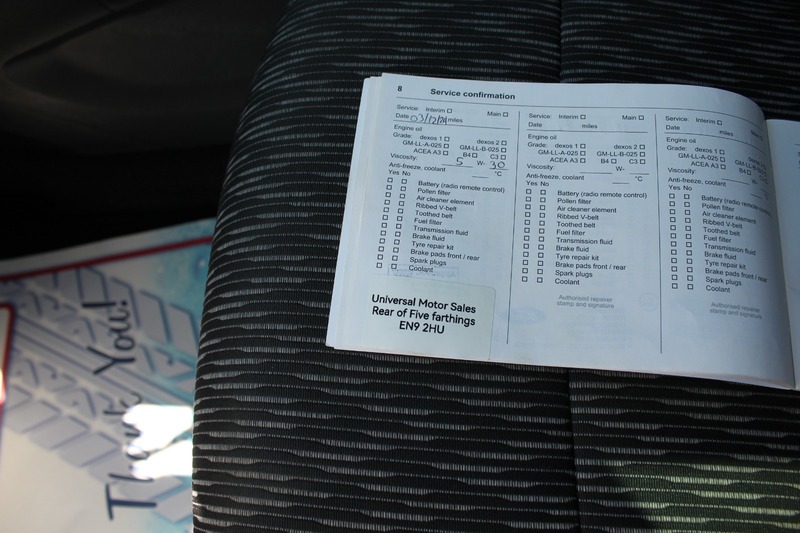 8 Service confirmation
Service: Interim Main
Date 03/12/24 miles
Engine oil
Grade: dexos 1 dexos 2
GM-LL-A-025 GM-LL-B-025
ACEA A3 B4 C3
Viscosity: 5 W- 30
Anti-freeze, coolant °C
Yes No
Battery (radio remote control)
Pollen filter
Air cleaner element
Ribbed V-belt
Toothed belt
Fuel filter
Transmission fluid
Brake fluid
Tyre repair kit
Brake pads front / rear
Spark plugs
Coolant
Universal Motor Sales
Rear of Five farthings
EN9 2HU
Service: Interim Main
Date miles
Engine oil
Grade: dexos 1 dexos 2
GM-LL-A-025 GM-LL-B-025
ACEA A3 B4 C3
Viscosity: W-
Anti-freeze, coolant °C
Yes No
Battery (radio remote control)
Pollen filter
Air cleaner element
Ribbed V-belt
Toothed belt
Fuel filter
Transmission fluid
Brake fluid
Tyre repair kit
Brake pads front / rear
Spark plugs
Coolant
Authorised repairer
stamp and signature
Service: Interim
Date miles
Engine oil
Grade: dexos 1
GM-LL-A-025
ACEA A3 B4
Viscosity: W-
Anti-freeze, coolant
Yes No
Battery (radio remote control)
Pollen filter
Air cleaner element
Ribbed V-belt
Toothed belt
Fuel filter
Transmission fluid
Brake fluid
Tyre repair kit
Brake pads front / rear
Spark plugs
Coolant
Authorised repairer
stamp and signature
Thank You!